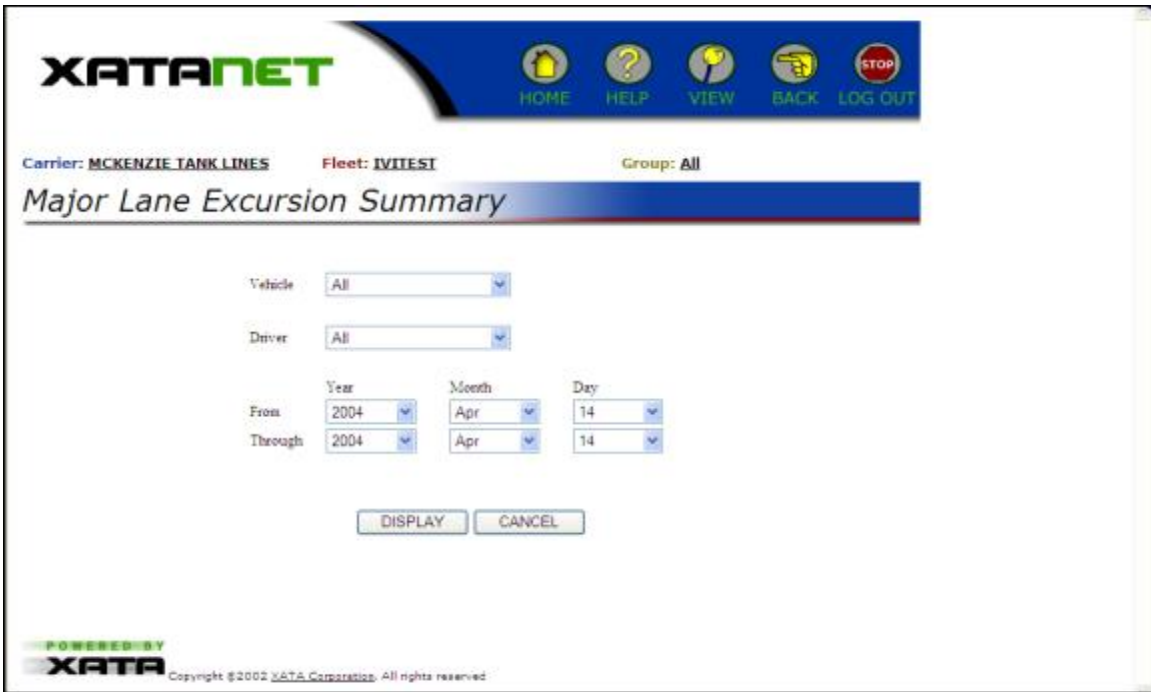 XATANET
HOME HELP VIEW BACK STOP LOG OUT
Carrier: MCKENZIE TANK LINES Fleet: IVITEST Group: All
Major Lane Excursion Summary
Vehicle All
Driver All
Year Month Day
From 2004 Apr 14
Through 2004 Apr 14
DISPLAY CANCEL
POWERED BY
XATA Copyright ©2002 XATA Corporation. All rights reserved